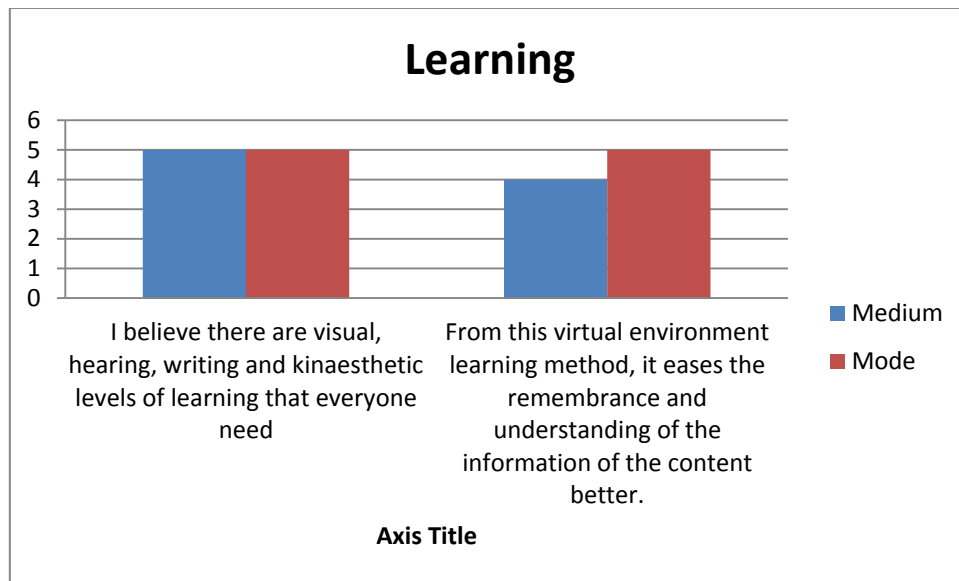 Learning
6
5
4
3
2
1
0
I believe there are visual,
hearing, writing and kinaesthetic
levels of learning that everyone
need
From this virtual environment
learning method, it eases the
remembrance and
understanding of the
information of the content
better.
Axis Title
Medium
Mode